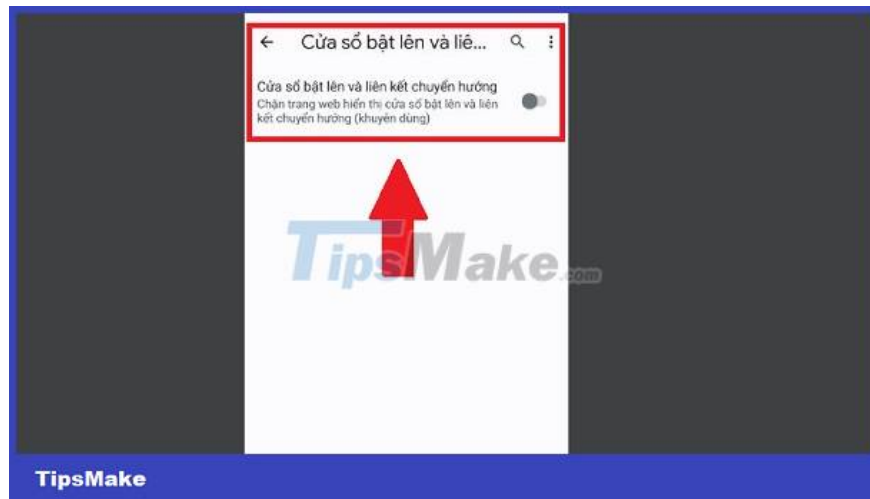 Cửa sổ bật lên và liê...
Cửa sổ bật lên và liên kết chuyển hướng
Chặn trang web hiển thị cửa sổ bật lên và liên
kết chuyển hướng (khuyên dùng)
TipsMake.com
TipsMake